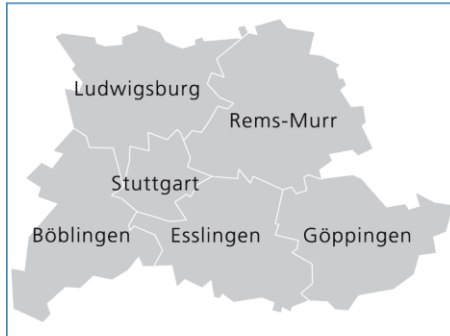 Ludwigsburg
Rems-Murr
Stuttgart
Böblingen
Esslingen
Göppingen